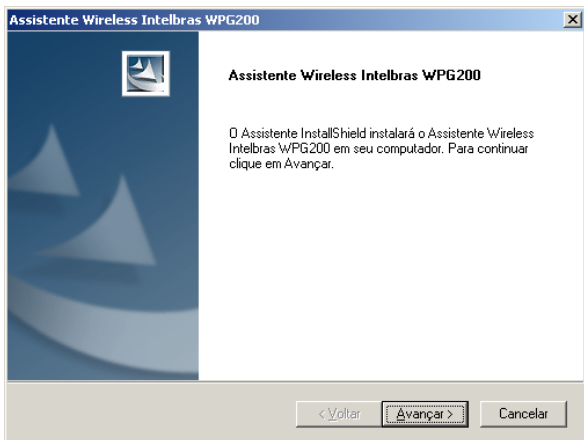 Assistente Wireless Intelbras WPG200
Assistente Wireless Intelbras WPG200
O Assistente InstallShield instalará o Assistente Wireless
Intelbras WPG200 em seu computador. Para continuar
clique em Avançar.
< Voltar
Avançar >
Cancelar